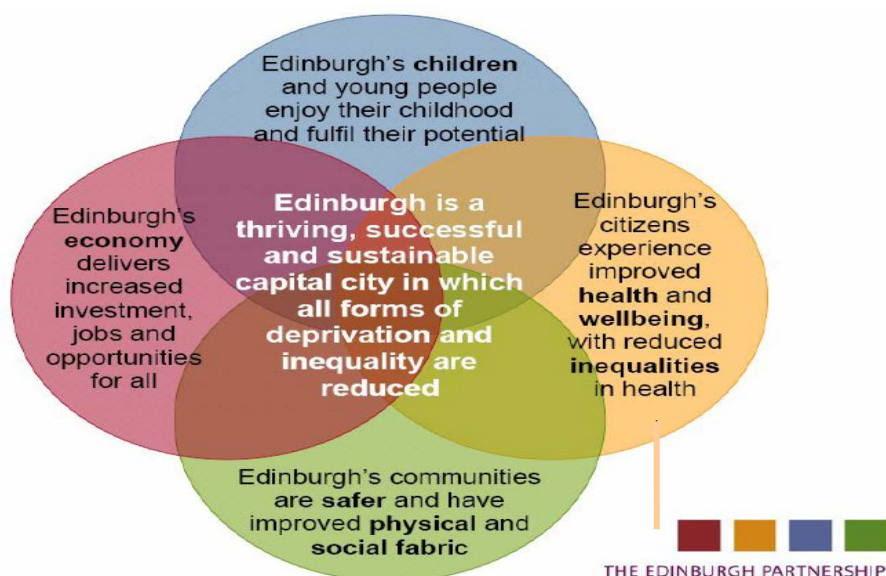 Edinburgh's children
and young people
enjoy their childhood
and fulfil their potential
Edinburgh's
economy
delivers
increased
investment,
jobs and
opportunities
for all
Edinburgh is a
thriving, successful
and sustainable
capital city in which
all forms of
deprivation and
inequality are
reduced
Edinburgh's
citizens
experience
improved
health and
wellbeing,
with reduced
inequalities
in health
Edinburgh's communities
are safer and have
improved physical and
social fabric
THE EDINBURGH PARTNERSHIP